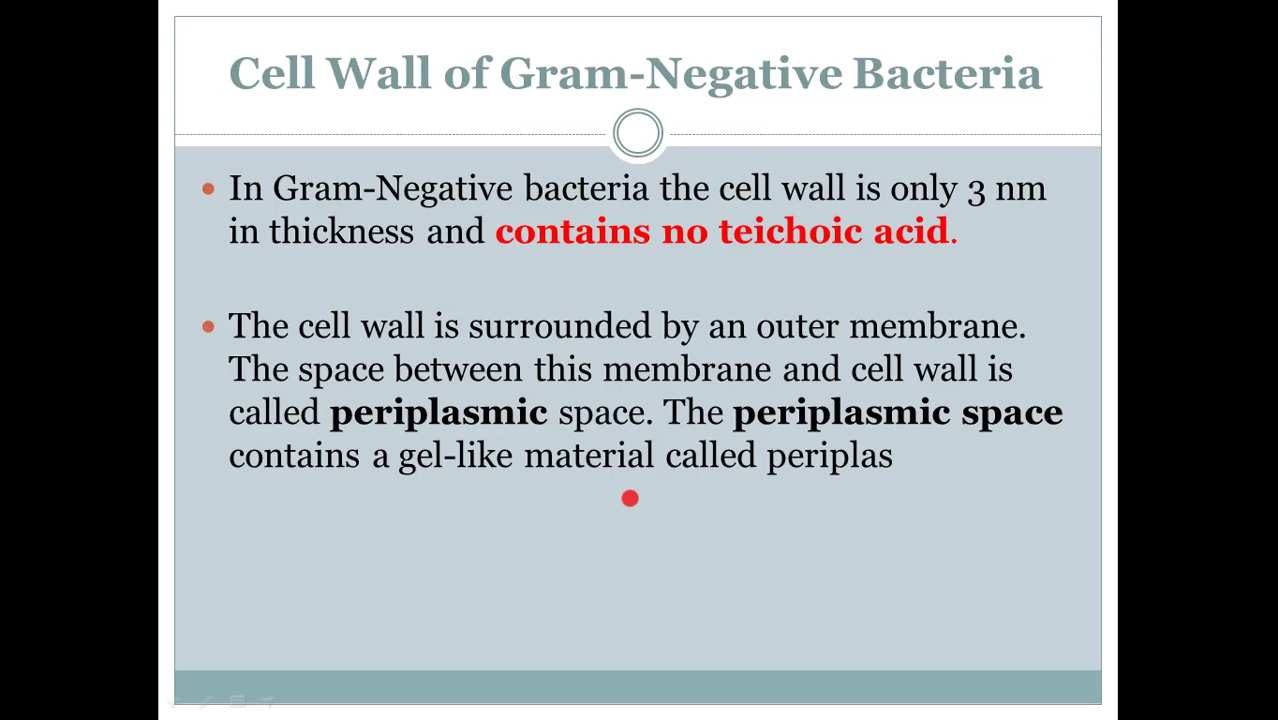 Cell Wall of Gram-Negative Bacteria
In Gram-Negative bacteria the cell wall is only 3 nm
in thickness and contains no teichoic acid.
The cell wall is surrounded by an outer membrane.
The space between this membrane and cell wall is
called periplasmic space. The periplasmic space
contains a gel-like material called periplas